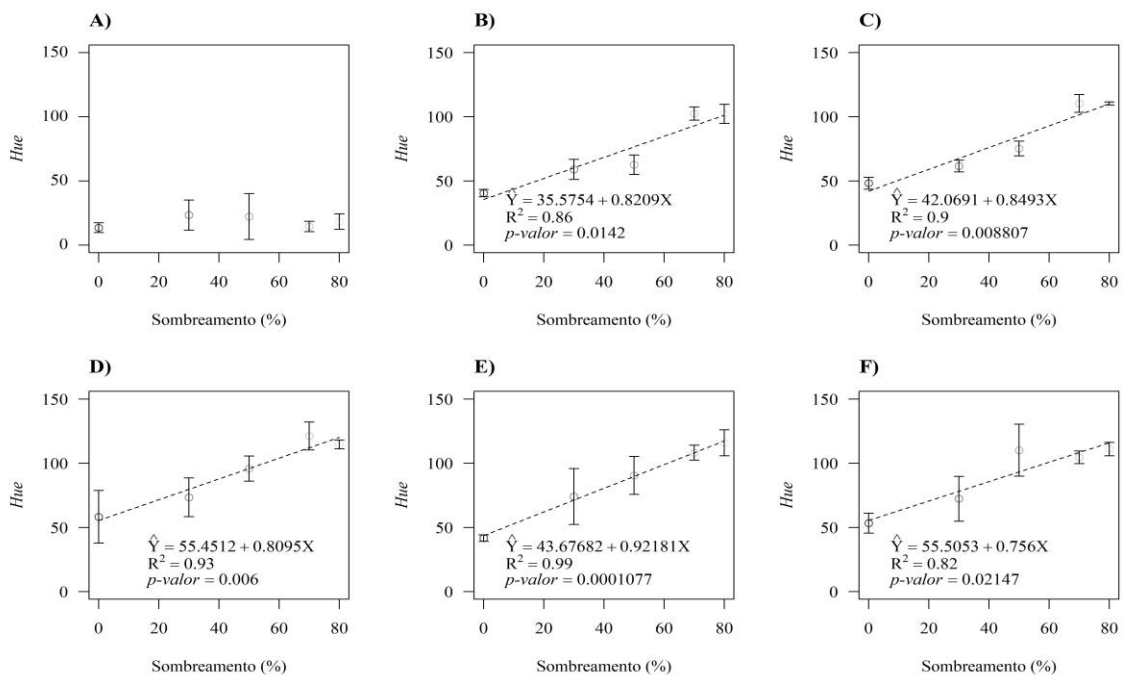 A)
150
100
50
0
Hue
0 20 40 60 80
Sombreamento (%)
B)
150
100
50
0
Hue
Ŷ = 35.5754 + 0.8209X
R² = 0.86
p-valor = 0.0142
0 20 40 60 80
Sombreamento (%)
C)
150
100
50
0
Hue
Ŷ = 42.0691 + 0.8493X
R² = 0.9
p-valor = 0.008807
0 20 40 60 80
Sombreamento (%)
D)
150
100
50
0
Hue
Ŷ = 55.4512 + 0.8095X
R² = 0.93
p-valor = 0.006
0 20 40 60 80
Sombreamento (%)
E)
150
100
50
0
Hue
Ŷ = 43.67682 + 0.92181X
R² = 0.99
p-valor = 0.0001077
0 20 40 60 80
Sombreamento (%)
F)
150
100
50
0
Hue
Ŷ = 55.5053 + 0.756X
R² = 0.82
p-valor = 0.02147
0 20 40 60 80
Sombreamento (%)